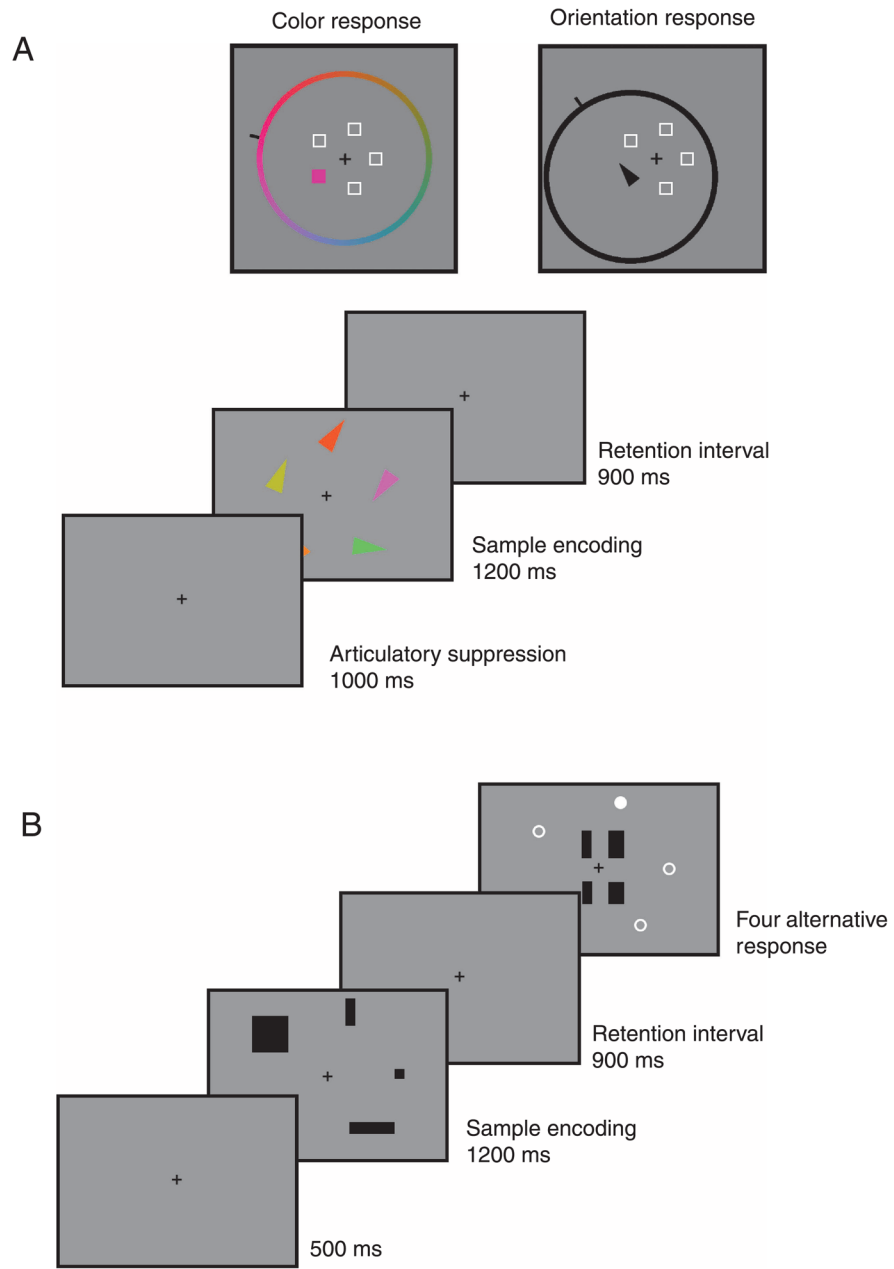 A
Color response
Orientation response
Retention interval
900 ms
Sample encoding
1200 ms
Articulatory suppression
1000 ms
B
Four alternative
response
Retention interval
900 ms
Sample encoding
1200 ms
500 ms